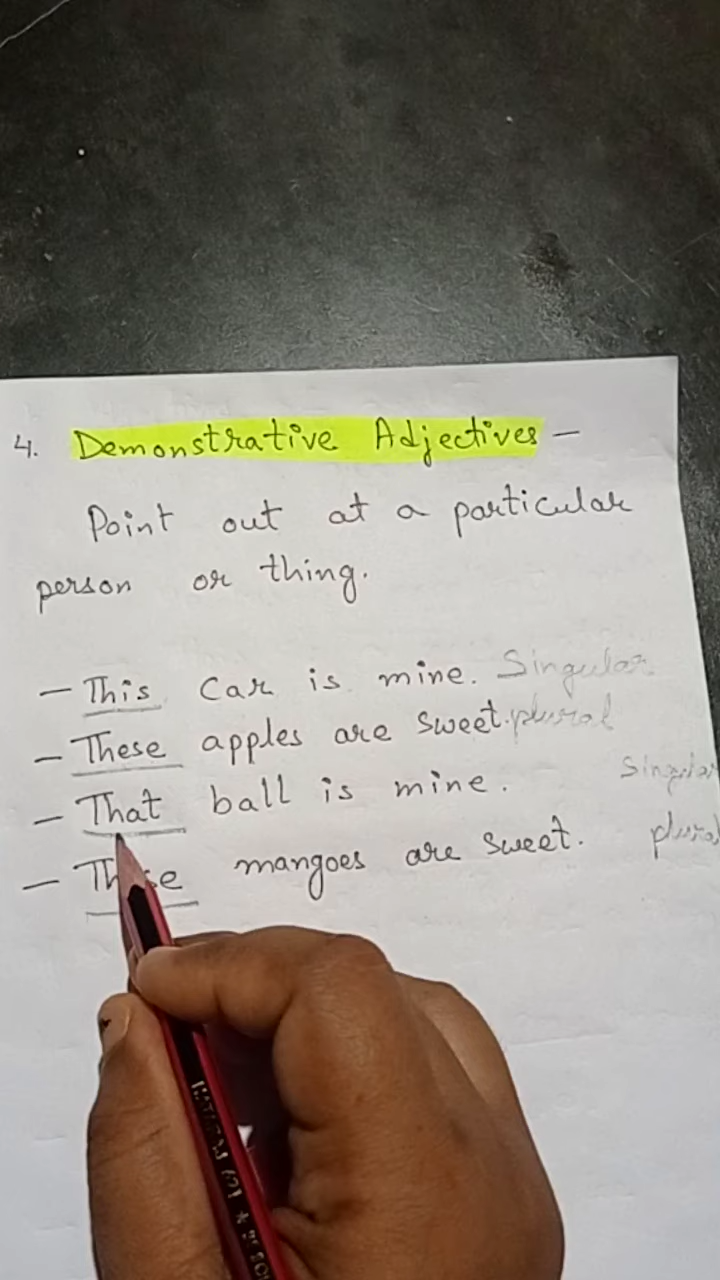 4. Demonstrative Adjectives —
Point out at a particular
person or thing.
— This car is mine. Singular
— These apples are sweet. plural
— That ball is mine. Singular
— mangoes are sweet. plural